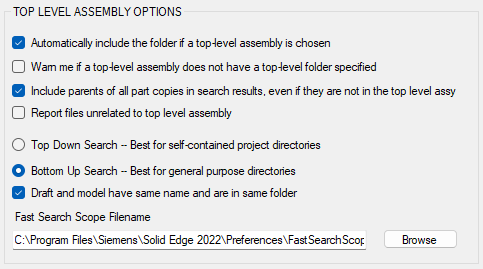 TOP LEVEL ASSEMBLY OPTIONS
Automatically include the folder if a top-level assembly is chosen
Warn me if a top-level assembly does not have a top-level folder specified
Include parents of all part copies in search results, even if they are not in the top level assy
Report files unrelated to top level assembly
Top Down Search -- Best for self-contained project directories
Bottom Up Search -- Best for general purpose directories
Draft and model have same name and are in same folder
Fast Search Scope Filename
C:\Program Files\Siemens\Solid Edge 2022\Preferences\FastSearchScop Browse